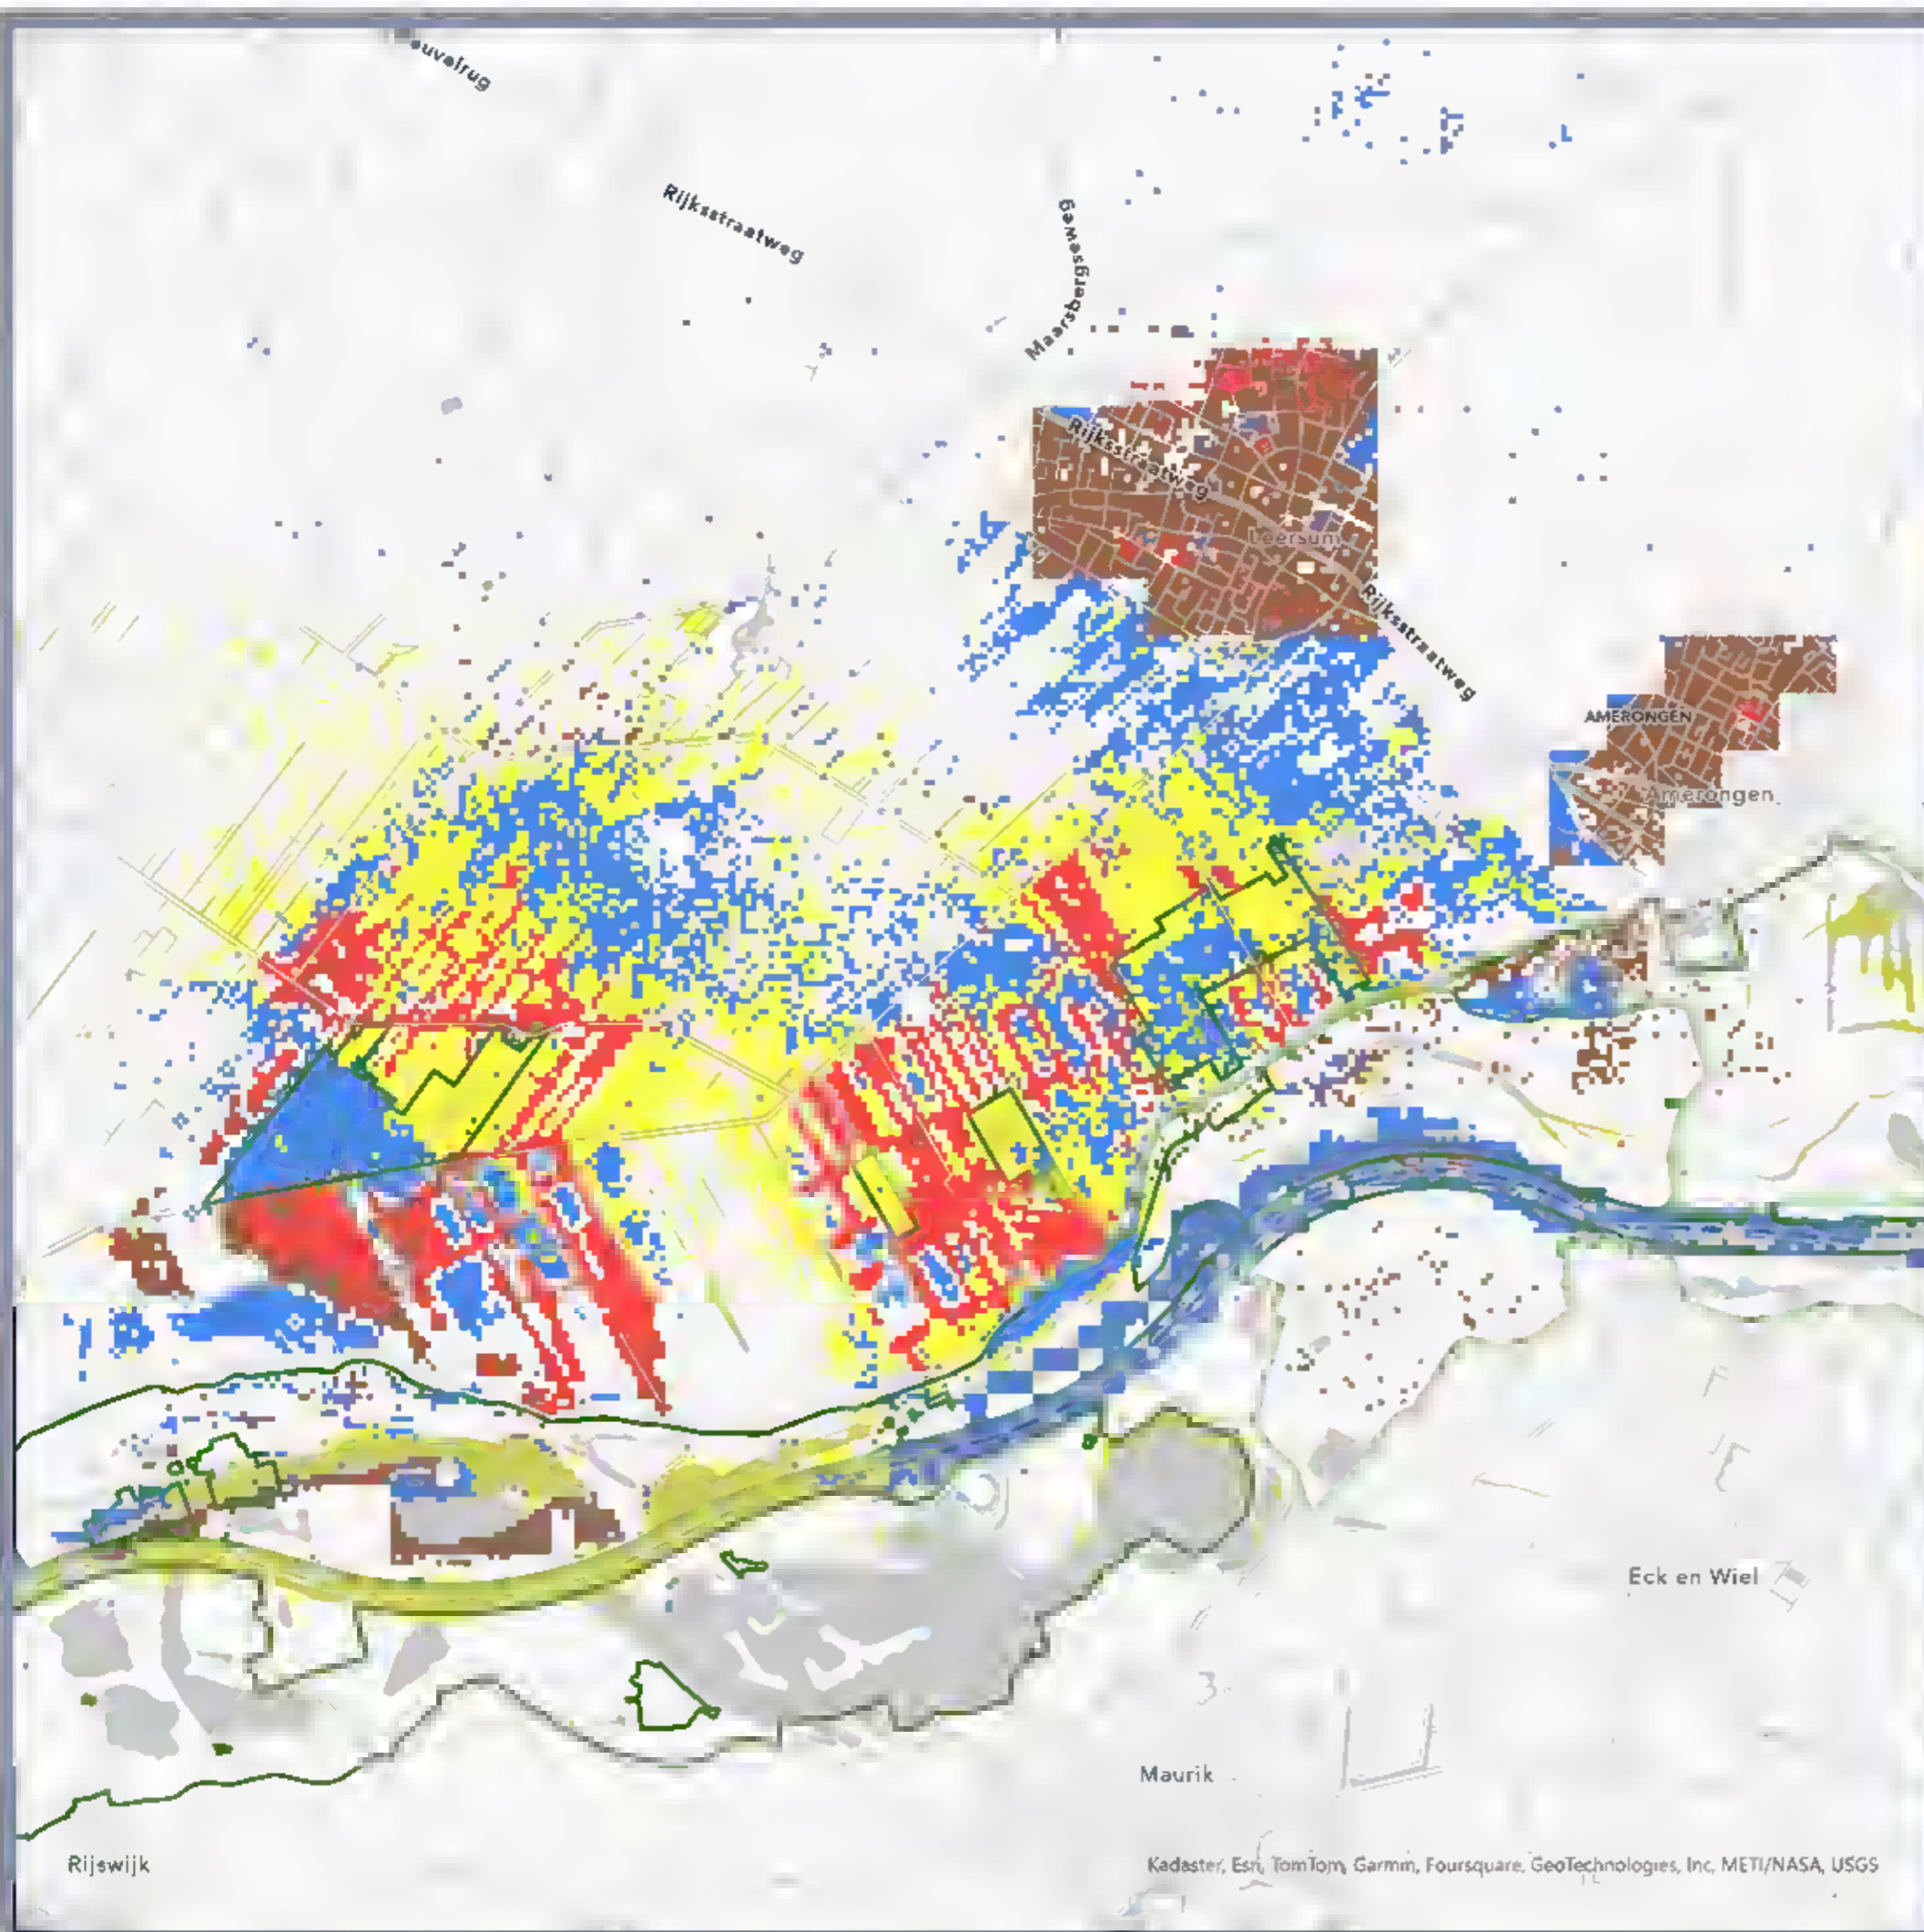 Rijksstraatweg
Maarsbergseweg
Rijksstraatweg
Leersum
Rijksstraatweg
AMERONGEN
Amerongen
Eck en Wiel
Maurik
Rijswijk
Kadaster, Esri, TomTom, Garmin, Foursquare, GeoTechnologies, Inc, METI/NASA, USGS